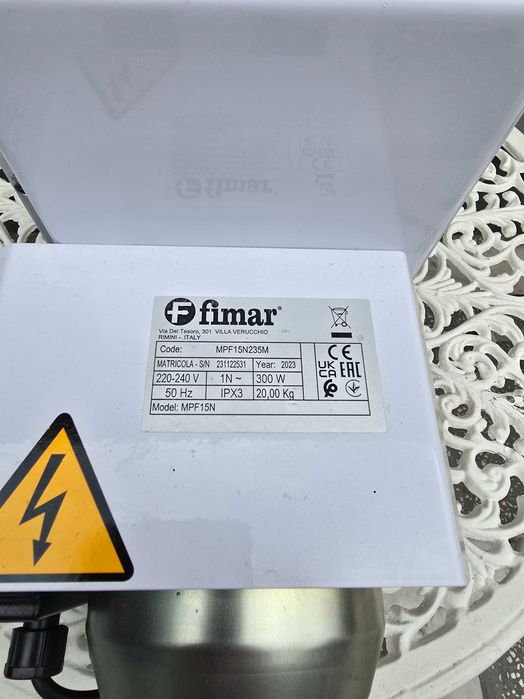 fimar
fimar®
Via Del Tesoro, 301 VILLA VERUCCHIO
RIMINI -. ITALY
Code: MPF15N235M
MATRICOLA - S/N 231122531 Year: 2023
220-240 V 1N ~ 300 W
50 Hz IPX3 20,00 Kg
Model: MPF15N
CE
UK
CA
EAC